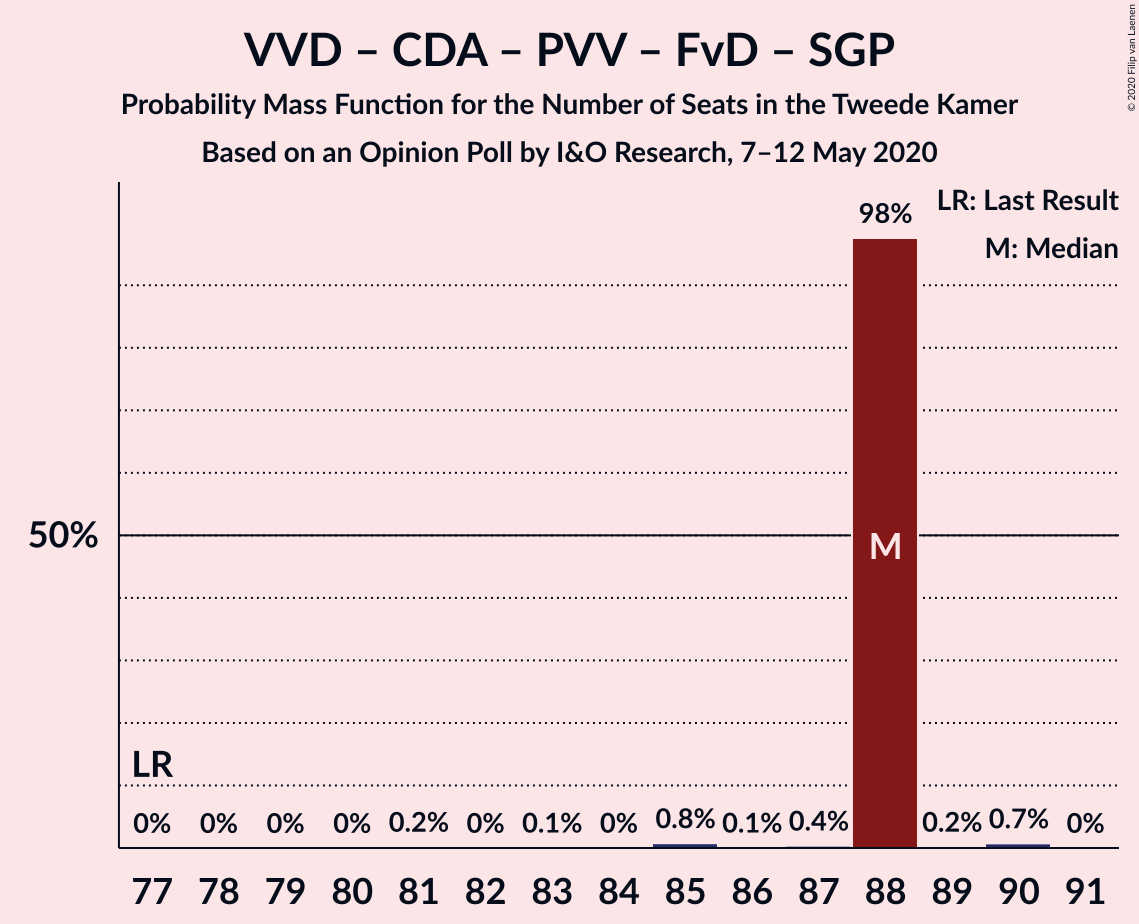 VVD – CDA – PVV – FvD – SGP
Probability Mass Function for the Number of Seats in the Tweede Kamer
Based on an Opinion Poll by I&O Research, 7–12 May 2020
© 2020 Filip van Laenen
LR: Last Result
M: Median
98%
50%
M
LR
0% 0% 0% 0% 0.2% 0% 0.1% 0% 0.8% 0.1% 0.4% 0.2% 0.7% 0%
77 78 79 80 81 82 83 84 85 86 87 88 89 90 91